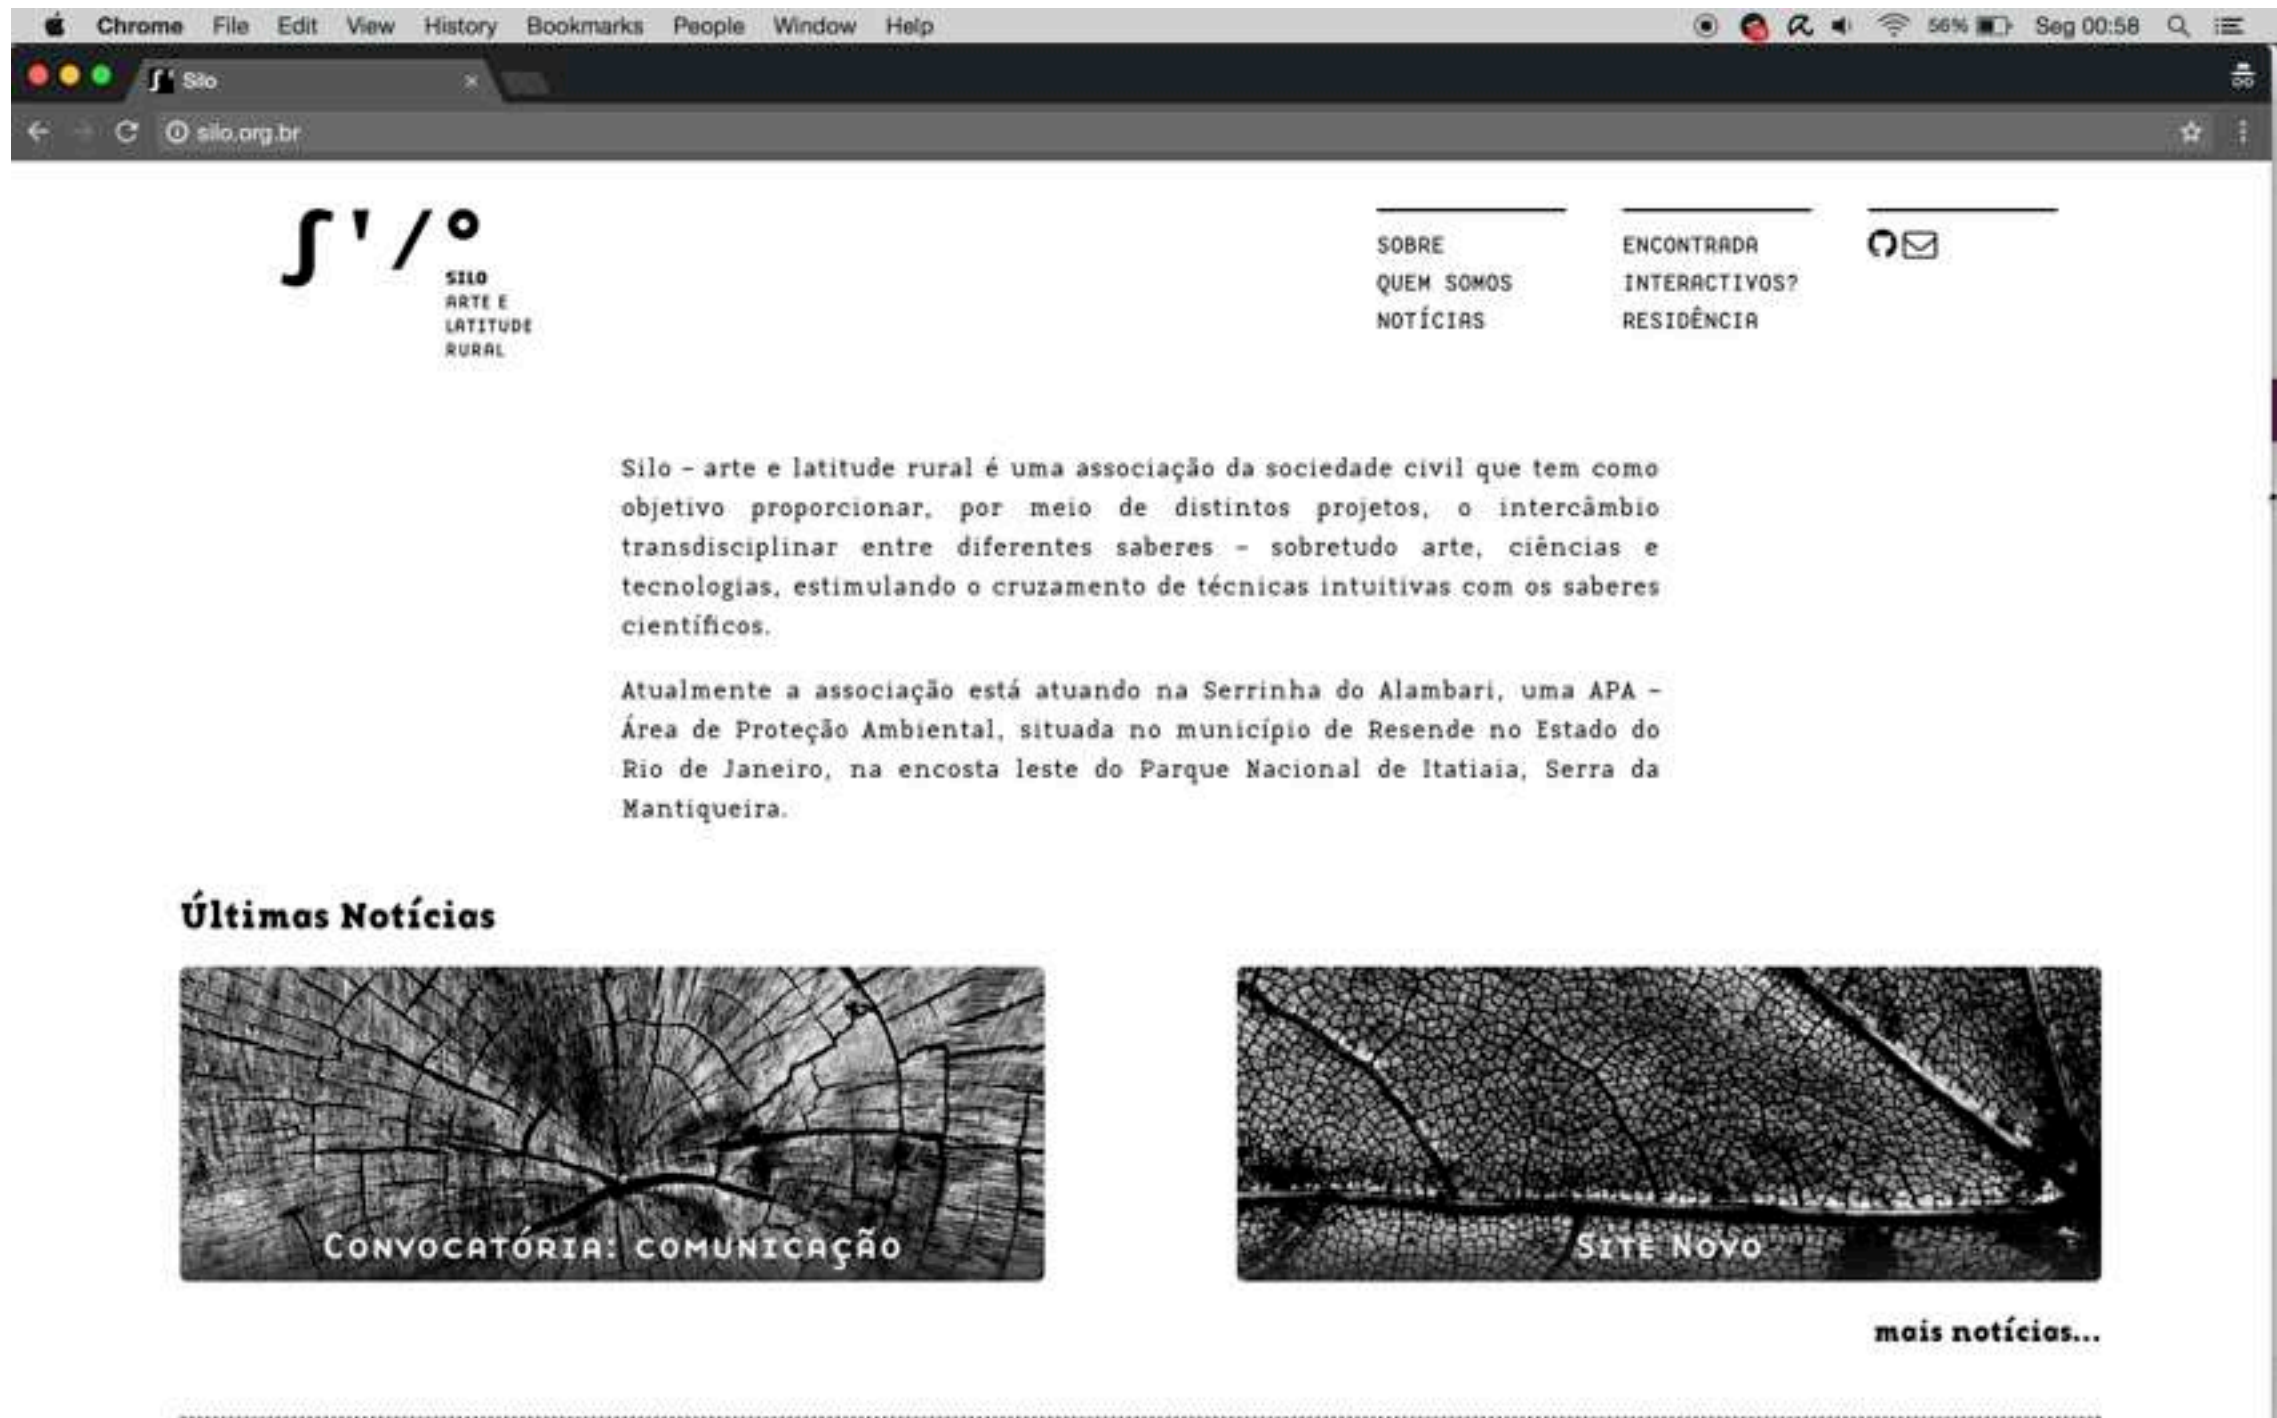 Chrome File Edit View History Bookmarks People Window Help 56% Seg 00:58
Silo
silo.org.br
ʃ'/°
SILO
ARTE E
LATITUDE
RURAL
SOBRE
QUEM SOMOS
NOTÍCIAS
ENCONTRADA
INTERACTIVOS?
RESIDÊNCIA
Silo – arte e latitude rural é uma associação da sociedade civil que tem como
objetivo proporcionar, por meio de distintos projetos, o intercâmbio
transdisciplinar entre diferentes saberes – sobretudo arte, ciências e
tecnologias, estimulando o cruzamento de técnicas intuitivas com os saberes
científicos.
Atualmente a associação está atuando na Serrinha do Alambari, uma APA –
Área de Proteção Ambiental, situada no município de Resende no Estado do
Rio de Janeiro, na encosta leste do Parque Nacional de Itatiaia, Serra da
Mantiqueira.
Últimas Notícias
Convocatória: comunicação
Site Novo
mais notícias...